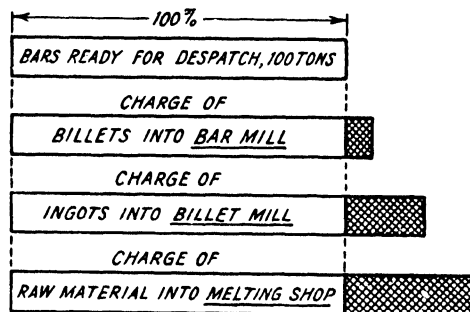 100%
BARS READY FOR DESPATCH, 100 TONS
CHARGE OF
BILLETS INTO BAR MILL
CHARGE OF
INGOTS INTO BILLET MILL
CHARGE OF
RAW MATERIAL INTO MELTING SHOP